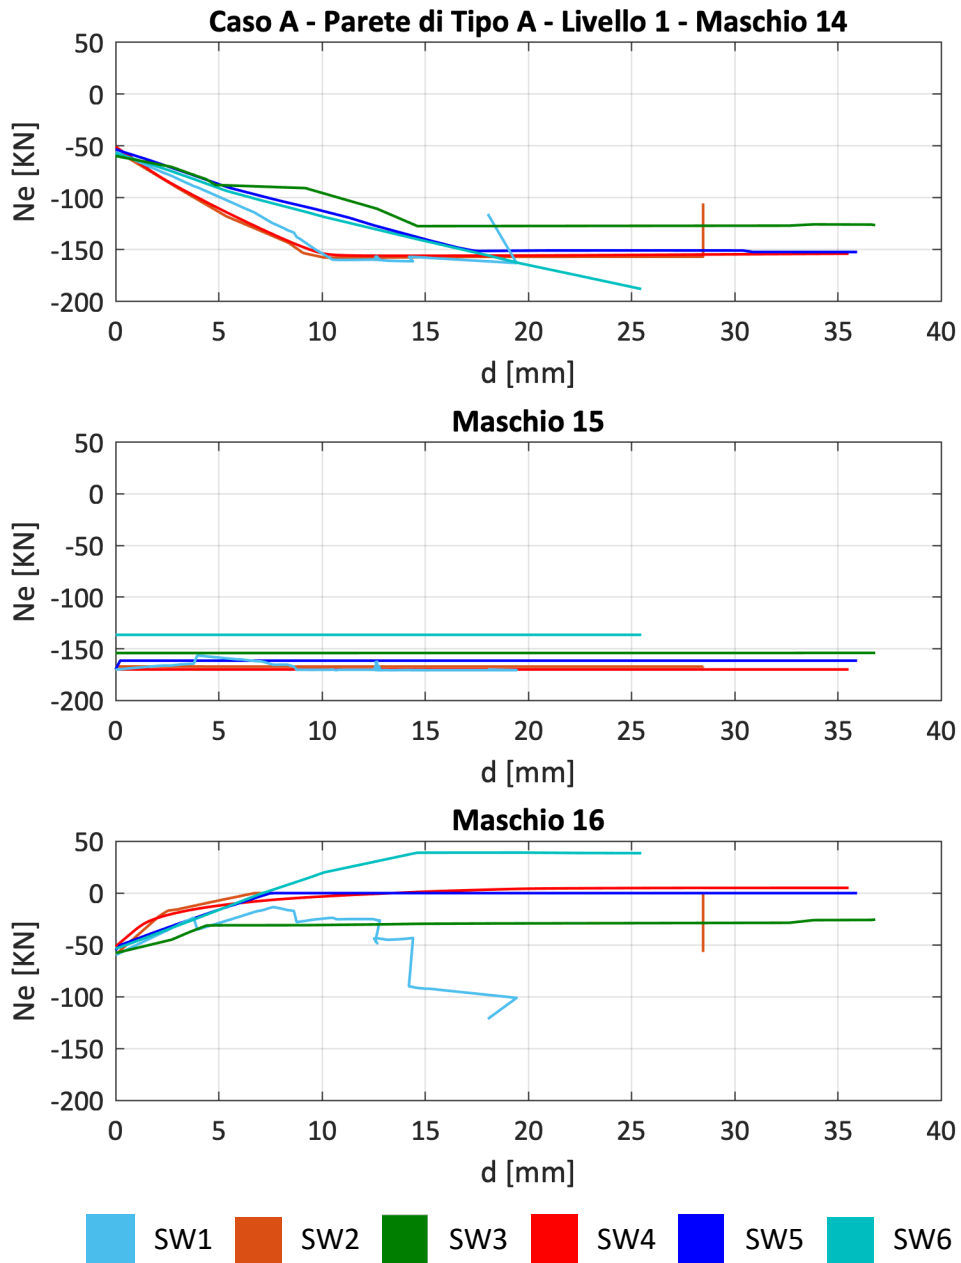 Caso A - Parete di Tipo A - Livello 1 - Maschio 14
50
0
-50
-100
-150
-200
Ne [KN]
0 5 10 15 20 25 30 35 40
d [mm]
Maschio 15
50
0
-50
-100
-150
-200
Ne [KN]
0 5 10 15 20 25 30 35 40
d [mm]
Maschio 16
50
0
-50
-100
-150
-200
Ne [KN]
0 5 10 15 20 25 30 35 40
d [mm]
SW1 SW2 SW3 SW4 SW5 SW6